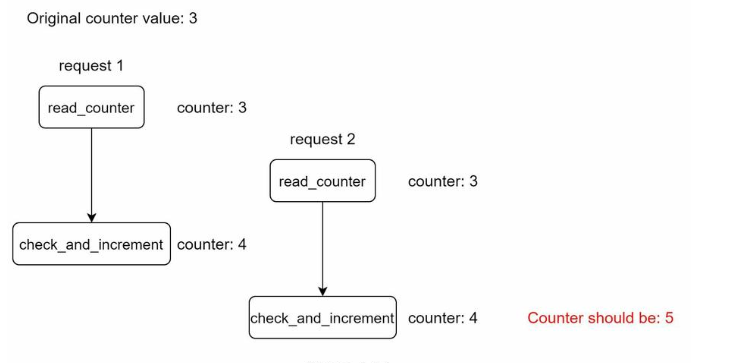 Original counter value: 3
request 1
read_counter
counter: 3
request 2
read_counter
counter: 3
check_and_increment
counter: 4
check_and_increment
counter: 4
Counter should be: 5